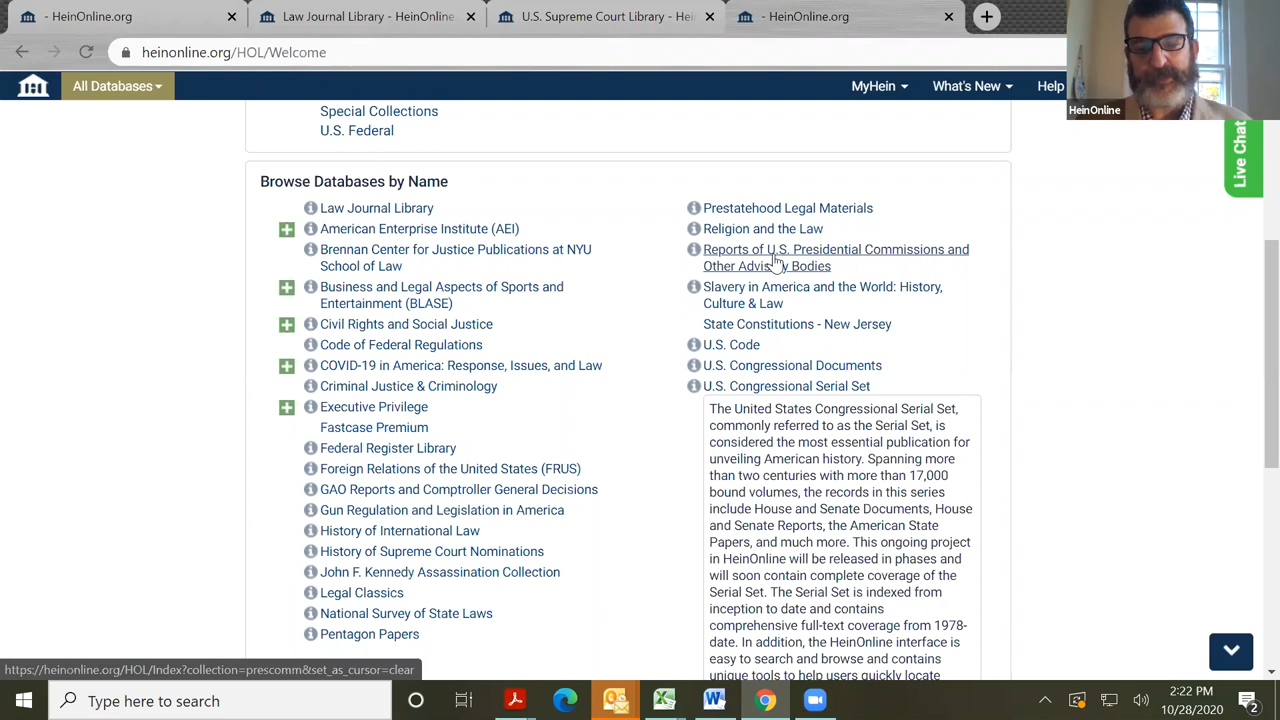 - HeinOnline.org
Law Journal Library - HeinOnline
U.S. Supreme Court Library - Hei
- HeinOnline.org
heinonline.org/HOL/Welcome
All Databases
MyHein
What's New
Help
HeinOnline
Live Chat
Special Collections
U.S. Federal
Browse Databases by Name
Law Journal Library
American Enterprise Institute (AEI)
Brennan Center for Justice Publications at NYU
School of Law
Business and Legal Aspects of Sports and
Entertainment (BLASE)
Civil Rights and Social Justice
Code of Federal Regulations
COVID-19 in America: Response, Issues, and Law
Criminal Justice & Criminology
Executive Privilege
Fastcase Premium
Federal Register Library
Foreign Relations of the United States (FRUS)
GAO Reports and Comptroller General Decisions
Gun Regulation and Legislation in America
History of International Law
History of Supreme Court Nominations
John F. Kennedy Assassination Collection
Legal Classics
National Survey of State Laws
Pentagon Papers
Prestatehood Legal Materials
Religion and the Law
Reports of U.S. Presidential Commissions and
Other Advisory Bodies
Slavery in America and the World: History,
Culture & Law
State Constitutions - New Jersey
U.S. Code
U.S. Congressional Documents
U.S. Congressional Serial Set
The United States Congressional Serial Set,
commonly referred to as the Serial Set, is
considered the most essential publication for
unveiling American history. Spanning more
than two centuries with more than 17,000
bound volumes, the records in this series
include House and Senate Documents, House
and Senate Reports, the American State
Papers, and much more. This ongoing project
in HeinOnline will be released in phases and
will soon contain complete coverage of the
Serial Set. The Serial Set is indexed from
inception to date and contains
comprehensive full-text coverage from 1978-
date. In addition, the HeinOnline interface is
easy to search and browse and contains
unique tools to help users quickly locate
https://heinonline.org/HOL/Index?collection=prescomm&set_as_cursor=clear
Type here to search
2:22 PM
10/28/2020
2